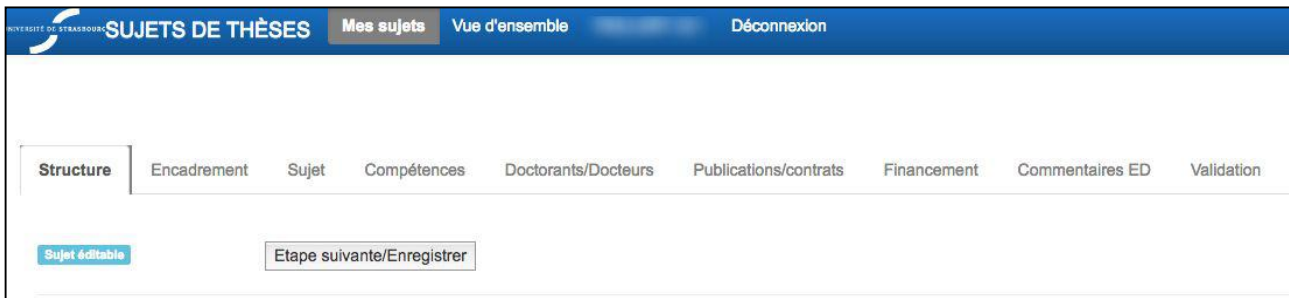 UNIVERSITÉ DE STRASBOURG SUJETS DE THÈSES Mes sujets Vue d'ensemble Déconnexion
Structure Encadrement Sujet Compétences Doctorants/Docteurs Publications/contrats Financement Commentaires ED Validation
Sujet éditable Etape suivante/Enregistrer